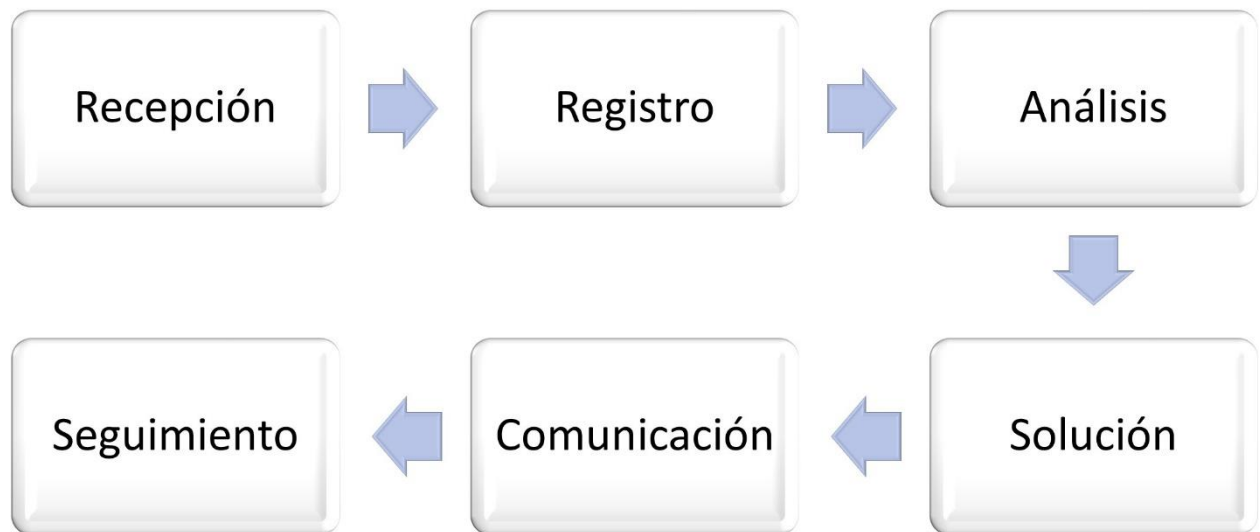 Recepción
Registro
Análisis
Solución
Comunicación
Seguimiento